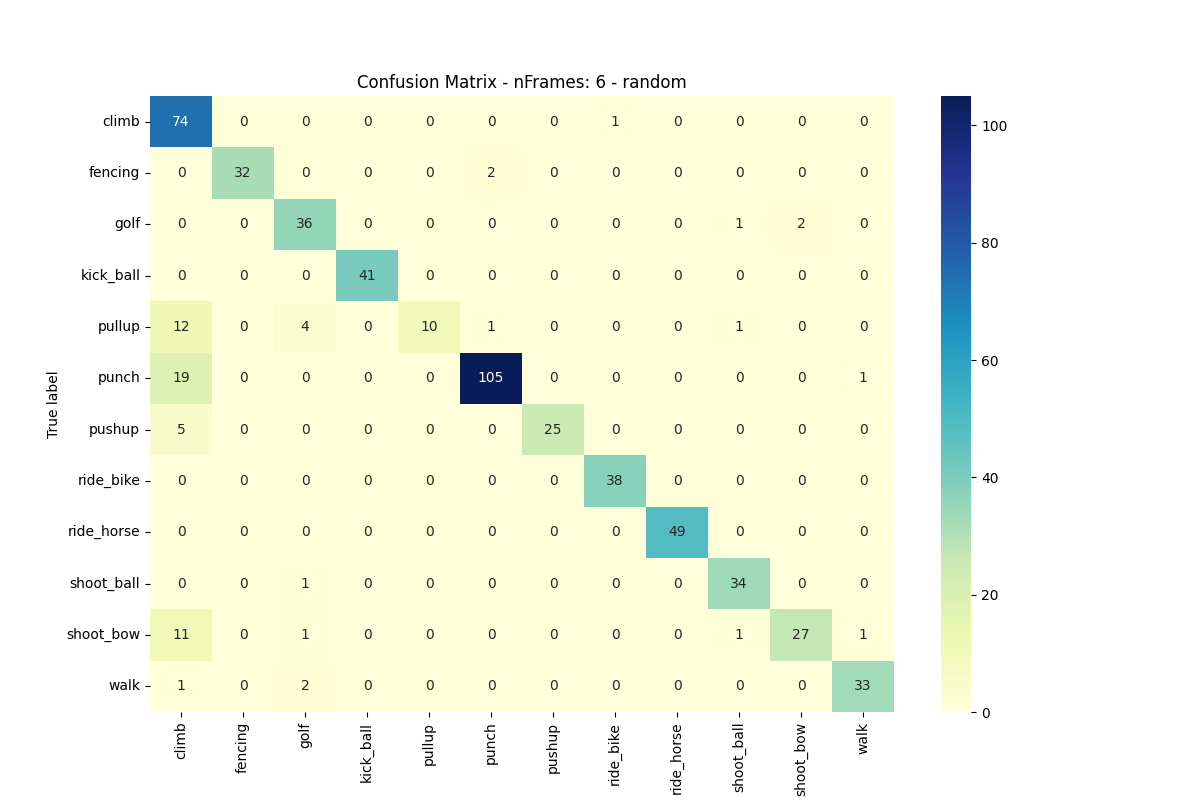 Confusion Matrix - nFrames: 6 - random
True label
climb 74 0 0 0 0 0 0 1 0 0 0 0
fencing 0 32 0 0 0 2 0 0 0 0 0 0
golf 0 0 36 0 0 0 0 0 0 1 2 0
kick_ball 0 0 0 41 0 0 0 0 0 0 0 0
pullup 12 0 4 0 10 1 0 0 0 1 0 0
punch 19 0 0 0 0 105 0 0 0 0 0 1
pushup 5 0 0 0 0 0 25 0 0 0 0 0
ride_bike 0 0 0 0 0 0 0 38 0 0 0 0
ride_horse 0 0 0 0 0 0 0 0 49 0 0 0
shoot_ball 0 0 1 0 0 0 0 0 0 34 0 0
shoot_bow 11 0 1 0 0 0 0 0 0 1 27 1
walk 1 0 2 0 0 0 0 0 0 0 0 33
climb fencing golf kick_ball pullup punch pushup ride_bike ride_horse shoot_ball shoot_bow walk
100
80
60
40
20
0